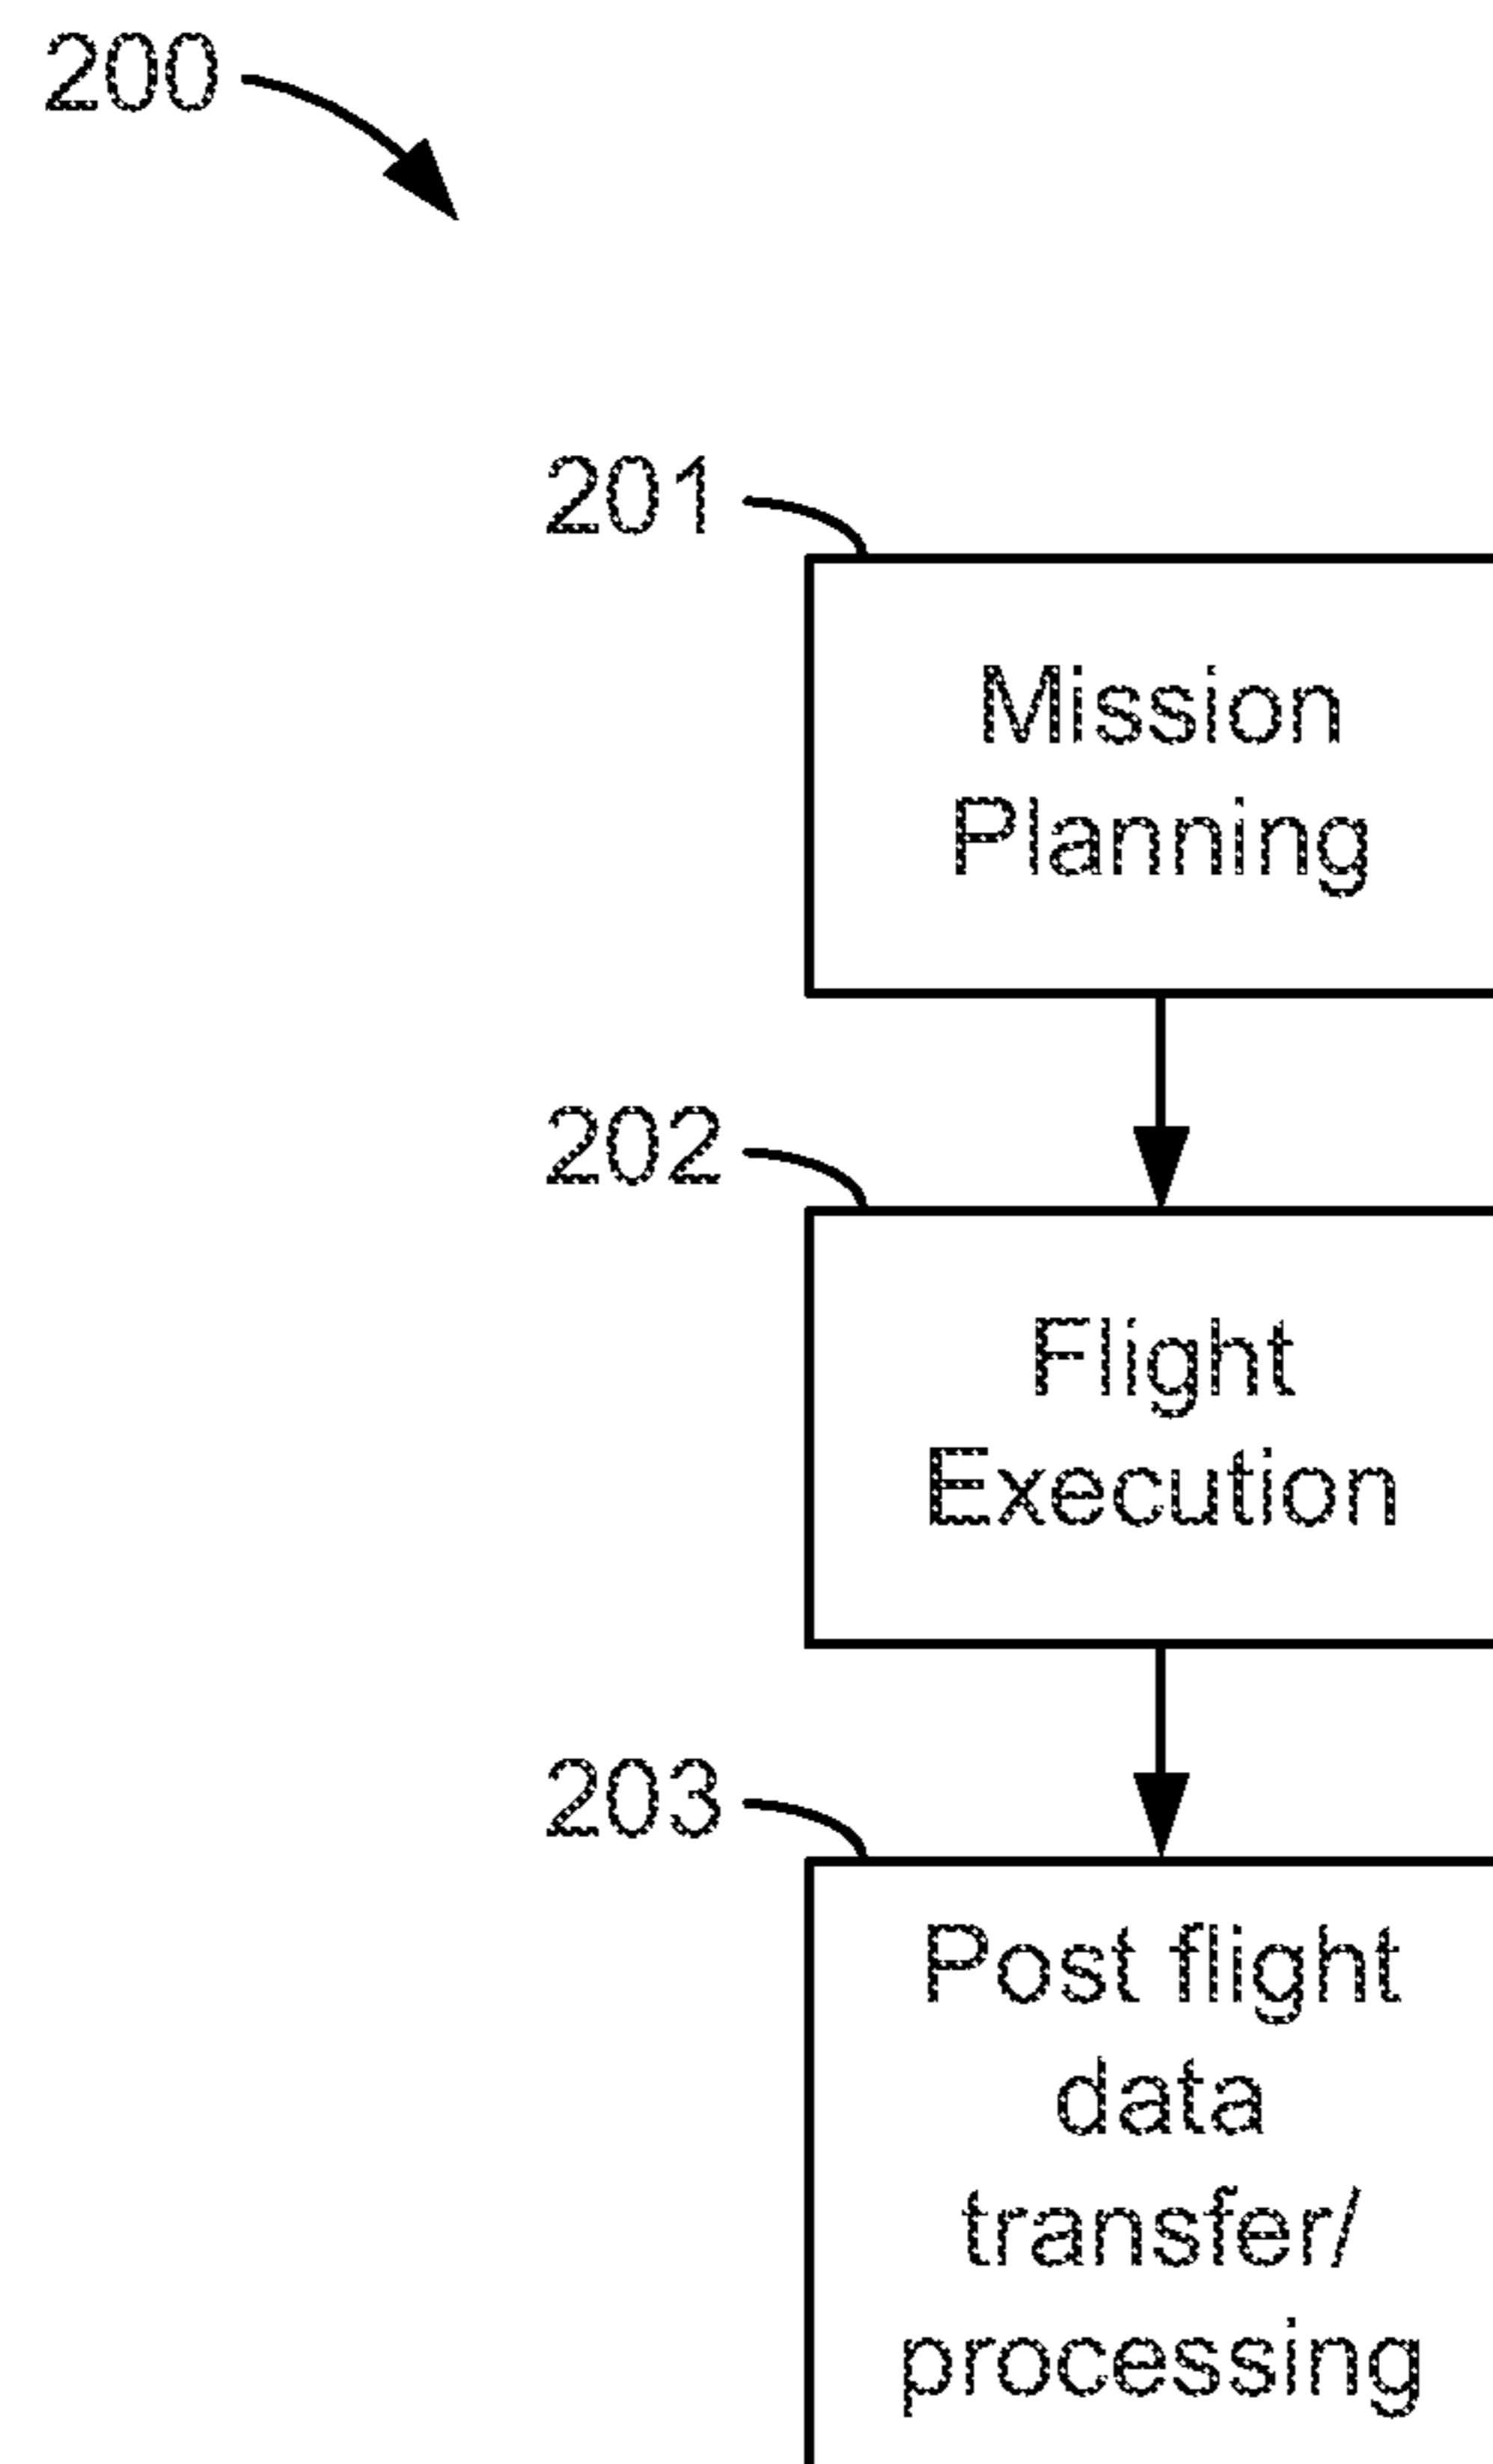 200
201
Mission
Planning
202
Flight
Execution
203
Post flight
data
transfer/
processing